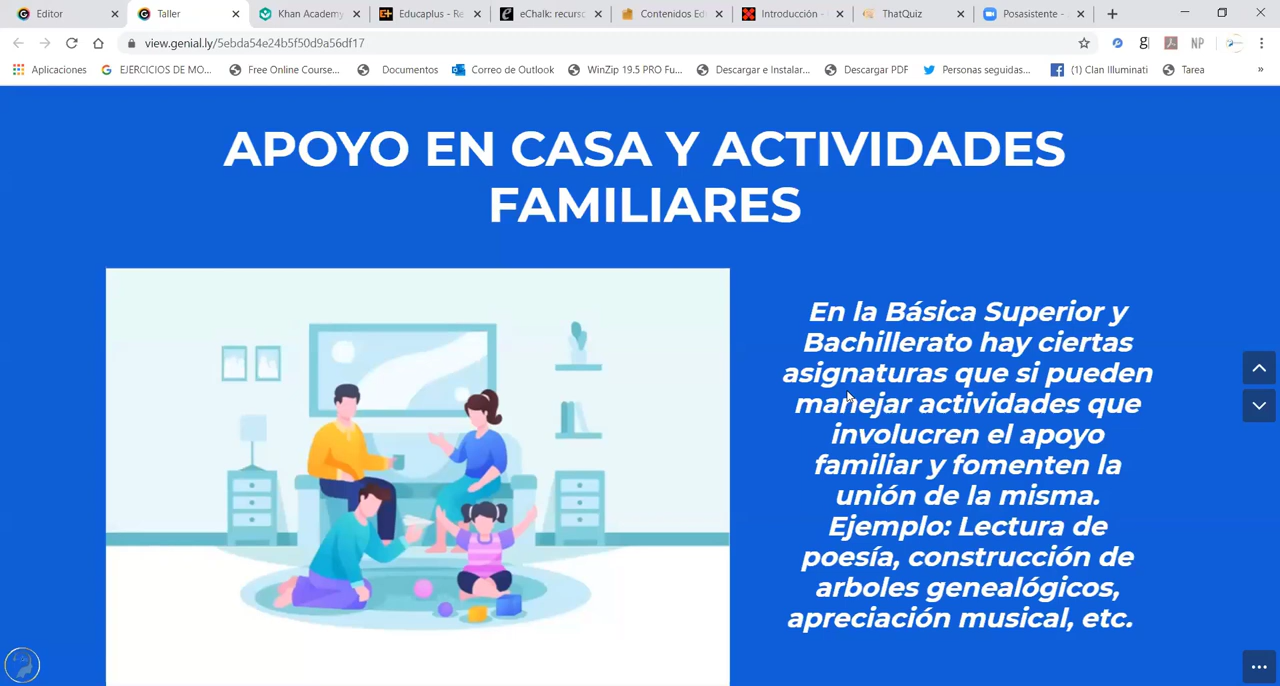 Editor
Taller
Khan Academy
Educaplus - Re
eChalk: recurs
Contenidos Ed
Introducción -
ThatQuiz
Posasistente -
view.genial.ly/5ebda54e24b5f50d9a56df17
Aplicaciones
EJERCICIOS DE MO...
Free Online Course...
Documentos
Correo de Outlook
WinZip 19.5 PRO Fu...
Descargar e Instalar...
Descargar PDF
Personas seguidas...
(1) Clan Illuminati
Tarea
APOYO EN CASA Y ACTIVIDADES
FAMILIARES
En la Básica Superior y
Bachillerato hay ciertas
asignaturas que si pueden
manejar actividades que
involucren el apoyo
familiar y fomenten la
unión de la misma.
Ejemplo: Lectura de
poesía, construcción de
arboles genealógicos,
apreciación musical, etc.